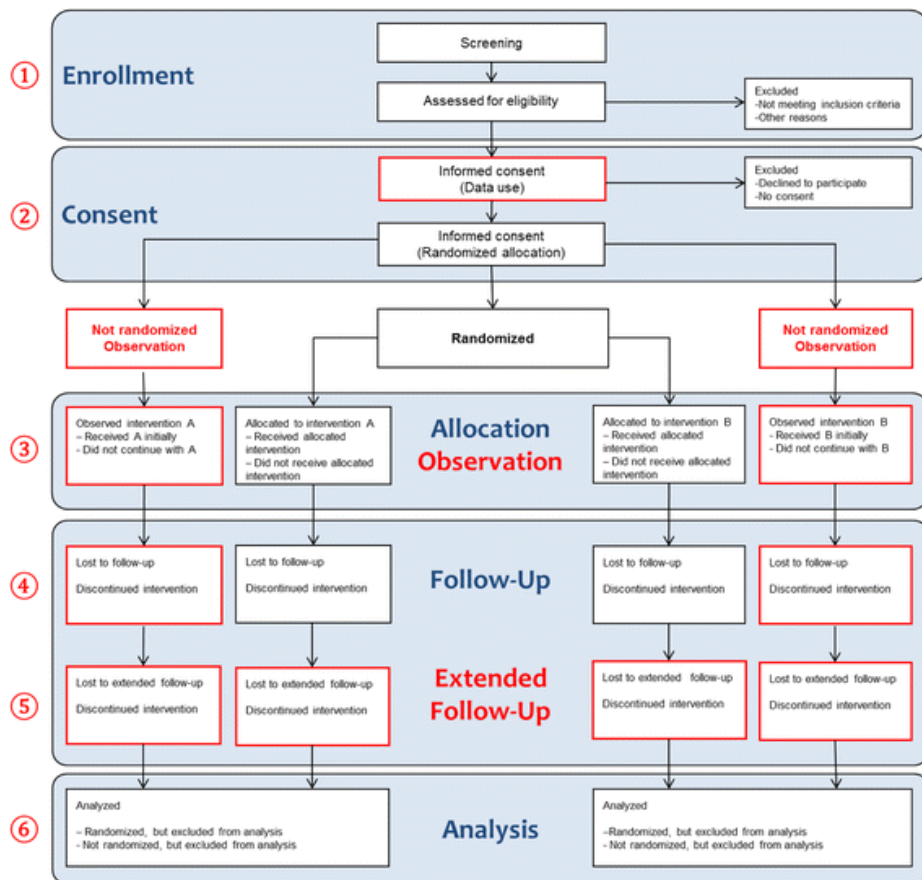 ①
Enrollment
Screening
Assessed for eligibility
Excluded
-Not meeting inclusion criteria
-Other reasons
②
Consent
Informed consent
(Data use)
Excluded
-Declined to participate
-No consent
Informed consent
(Randomized allocation)
Not randomized
Observation
Randomized
Not randomized
Observation
③
Observed intervention A
– Received A initially
- Did not continue with A
Allocated to intervention A
– Received allocated
intervention
– Did not receive allocated
intervention
Allocation
Observation
Allocated to intervention B
– Received allocated
intervention
– Did not receive allocated
intervention
Observed intervention B
– Received B initially
- Did not continue with B
④
Lost to follow-up
Discontinued intervention
Lost to follow-up
Discontinued intervention
Follow-Up
Lost to follow-up
Discontinued intervention
Lost to follow-up
Discontinued intervention
⑤
Lost to extended follow-up
Discontinued intervention
Lost to extended follow-up
Discontinued intervention
Extended
Follow-Up
Lost to extended follow-up
Discontinued intervention
Lost to extended follow-up
Discontinued intervention
⑥
Analyzed
– Randomized, but excluded from analysis
- Not randomized, but excluded from analysis
Analysis
Analyzed
–Randomized, but excluded from analysis
- Not randomized, but excluded from analysis